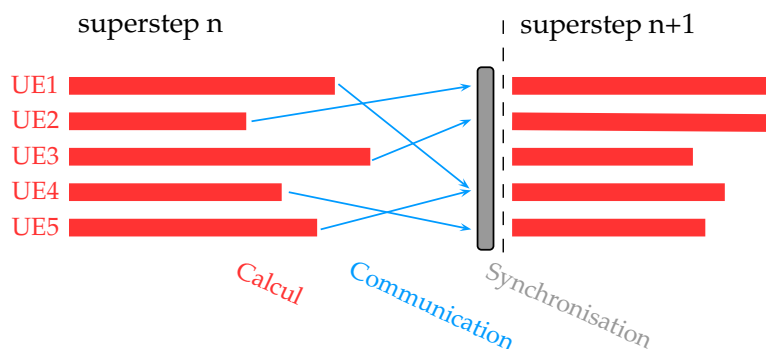 superstep n
superstep n+1
UE1
UE2
UE3
UE4
UE5
Calcul
Communication
Synchronisation